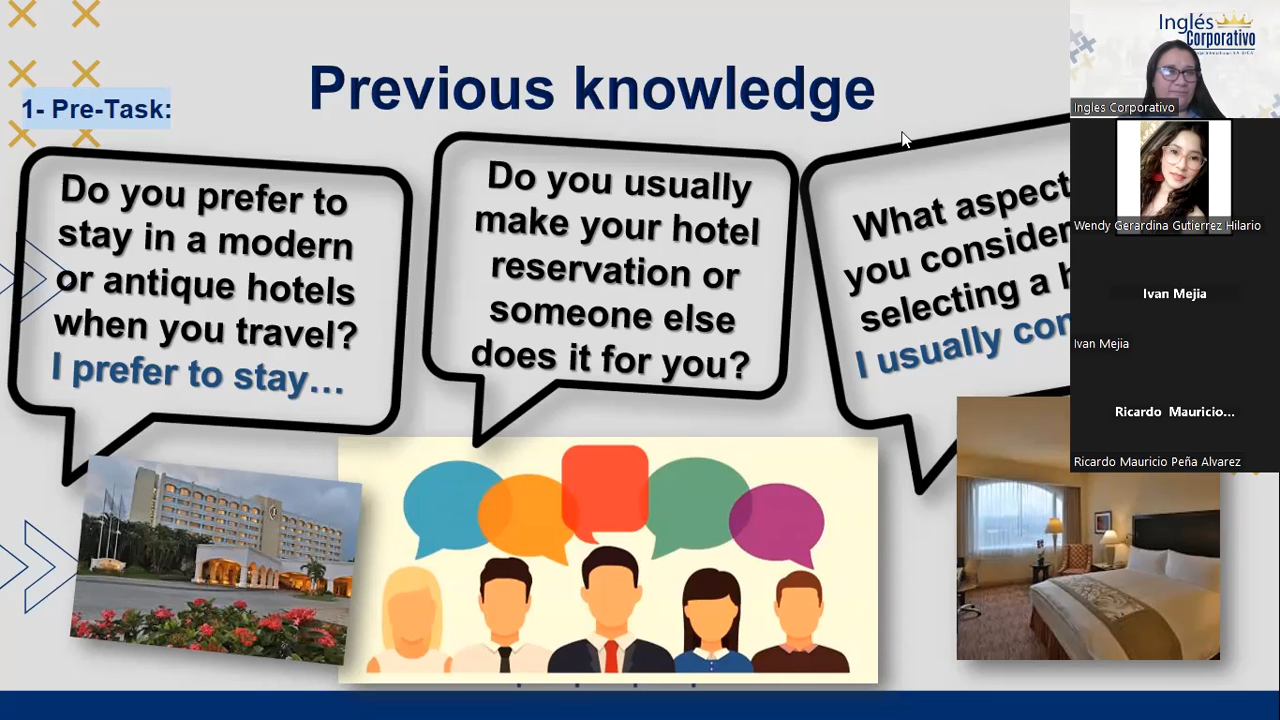 Previous knowledge
1- Pre-Task:
Do you prefer to
stay in a modern
or antique hotels
when you travel?
I prefer to stay...
Do you usually
make your hotel
reservation or
someone else
does it for you?
What aspect
you consider
selecting a h
I usually con
Inglés
Corporativo
Ingles Corporativo
Wendy Gerardina Gutierrez Hilario
Ivan Mejia
Ivan Mejia
Ricardo Mauricio...
Ricardo Mauricio Peña Alvarez